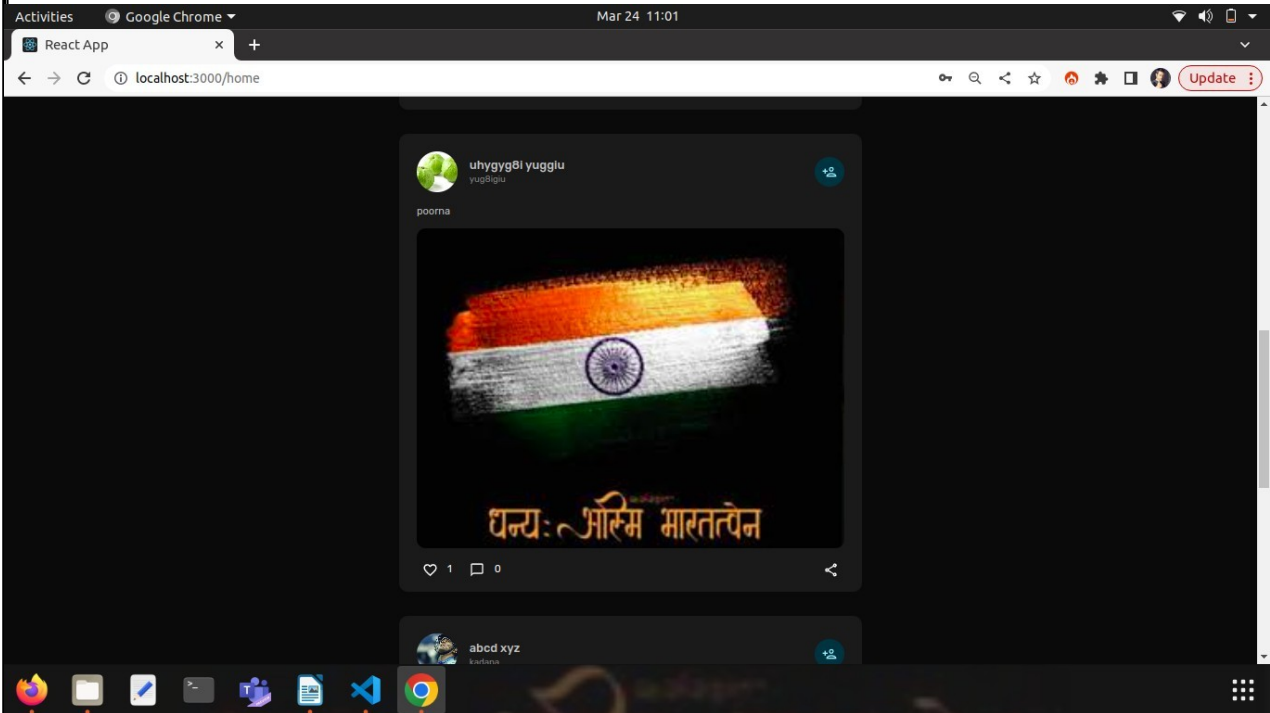 Activities Google Chrome Mar 24 11:01
React App
localhost:3000/home Update
uhygyg8i yuggiu
yug8igiu
poorna
धन्यः अस्मि भारतत्वेन
1 0
abcd xyz
kadapa